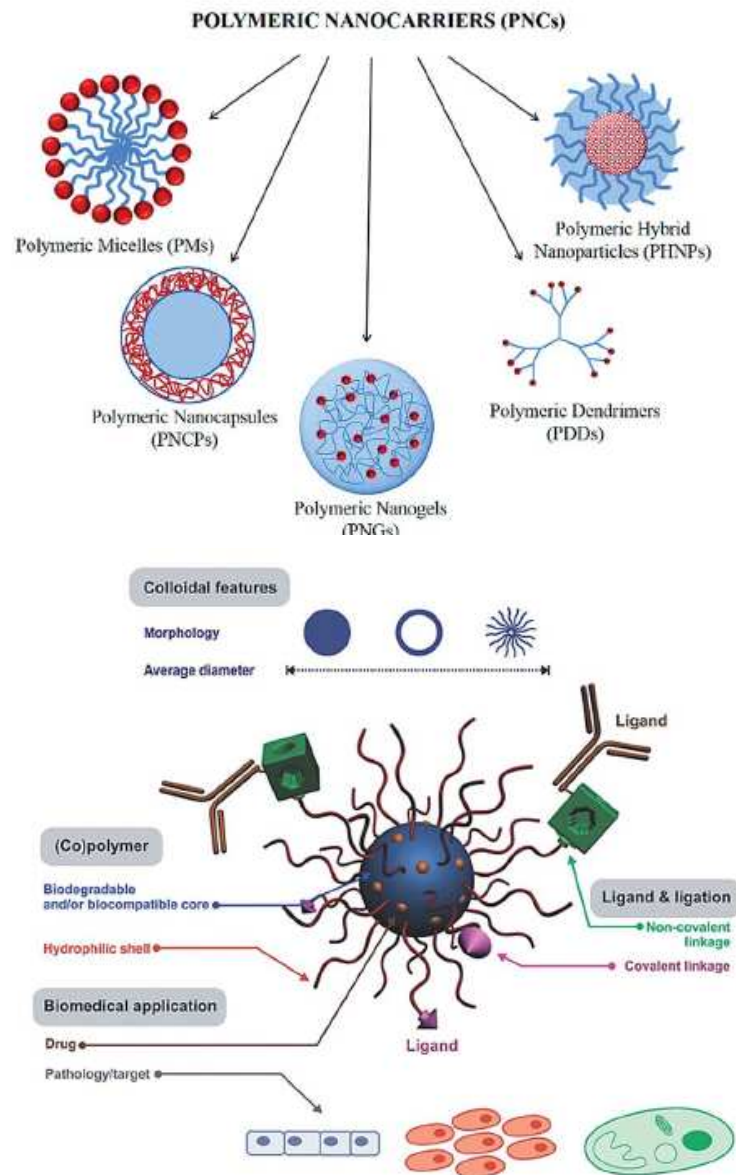 POLYMERIC NANOCARRIERS (PNCs)
Polymeric Micelles (PMs)
Polymeric Hybrid
Nanoparticles (PHNPs)
Polymeric Nanocapsules
(PNCPs)
Polymeric Dendrimers
(PDDs)
Polymeric Nanogels
(PNGs)
Colloidal features
Morphology
Average diameter
Ligand
(Co)polymer
Biodegradable
and/or biocompatible core
Ligand & ligation
Non-covalent
linkage
Hydrophilic shell
Covalent linkage
Biomedical application
Drug
Ligand
Pathology/target